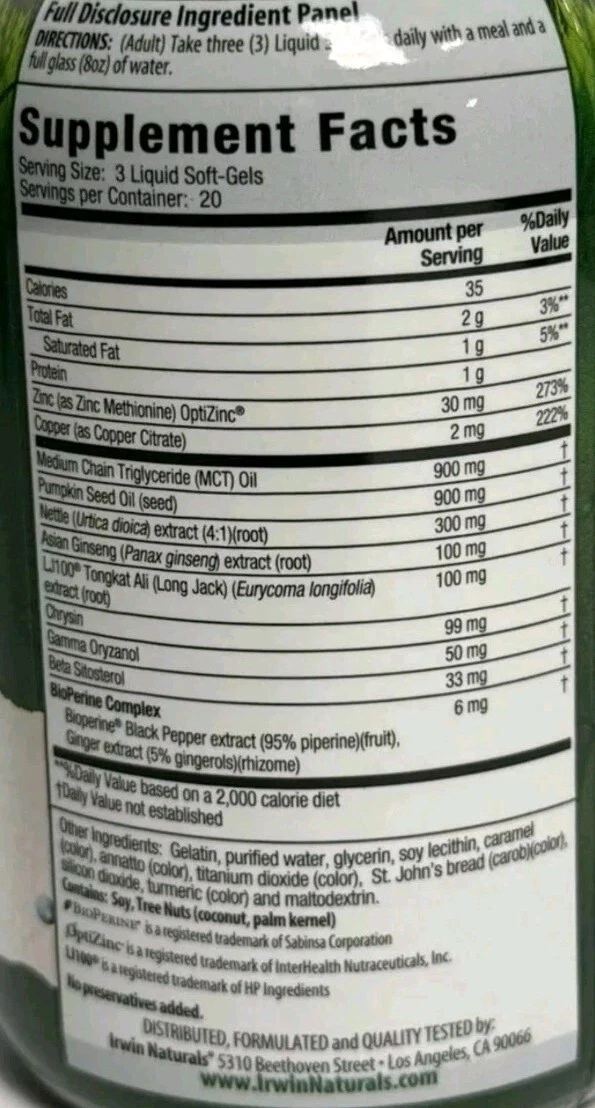 Full Disclosure Ingredient Panel
DIRECTIONS: (Adult) Take three (3) Liquid daily with a meal and a
full glass (8oz) of water.
Supplement Facts
Serving Size: 3 Liquid Soft-Gels
Servings per Container: 20
Amount per Serving %Daily Value
Calories 35
Total Fat 2 g 3%**
Saturated Fat 1 g 5%**
Protein 1 g
Zinc (as Zinc Methionine) OptiZinc® 30 mg 273%
Copper (as Copper Citrate) 2 mg 222%
Medium Chain Triglyceride (MCT) Oil 900 mg †
Pumpkin Seed Oil (seed) 900 mg †
Nettle (Urtica dioica) extract (4:1)(root) 300 mg †
Asian Ginseng (Panax ginseng) extract (root) 100 mg †
LJ100® Tongkat Ali (Long Jack) (Eurycoma longifolia) 100 mg †
extract (root)
Chrysin 99 mg †
Gamma Oryzanol 50 mg †
Beta Sitosterol 33 mg †
BioPerine Complex 6 mg †
Bioperine® Black Pepper extract (95% piperine)(fruit),
Ginger extract (5% gingerols)(rhizome)
**%Daily Value based on a 2,000 calorie diet
†Daily Value not established
Other Ingredients: Gelatin, purified water, glycerin, soy lecithin, caramel
(color), annatto (color), titanium dioxide (color), St. John's bread (carob)(color),
silicon dioxide, turmeric (color) and maltodextrin.
Contains: Soy, Tree Nuts (coconut, palm kernel)
BIOPERINE® is a registered trademark of Sabinsa Corporation
OptiZinc® is a registered trademark of InterHealth Nutraceuticals, Inc.
LJ100® is a registered trademark of HP Ingredients
No preservatives added.
DISTRIBUTED, FORMULATED and QUALITY TESTED by:
Irwin Naturals® 5310 Beethoven Street • Los Angeles, CA 90066
www.IrwinNaturals.com